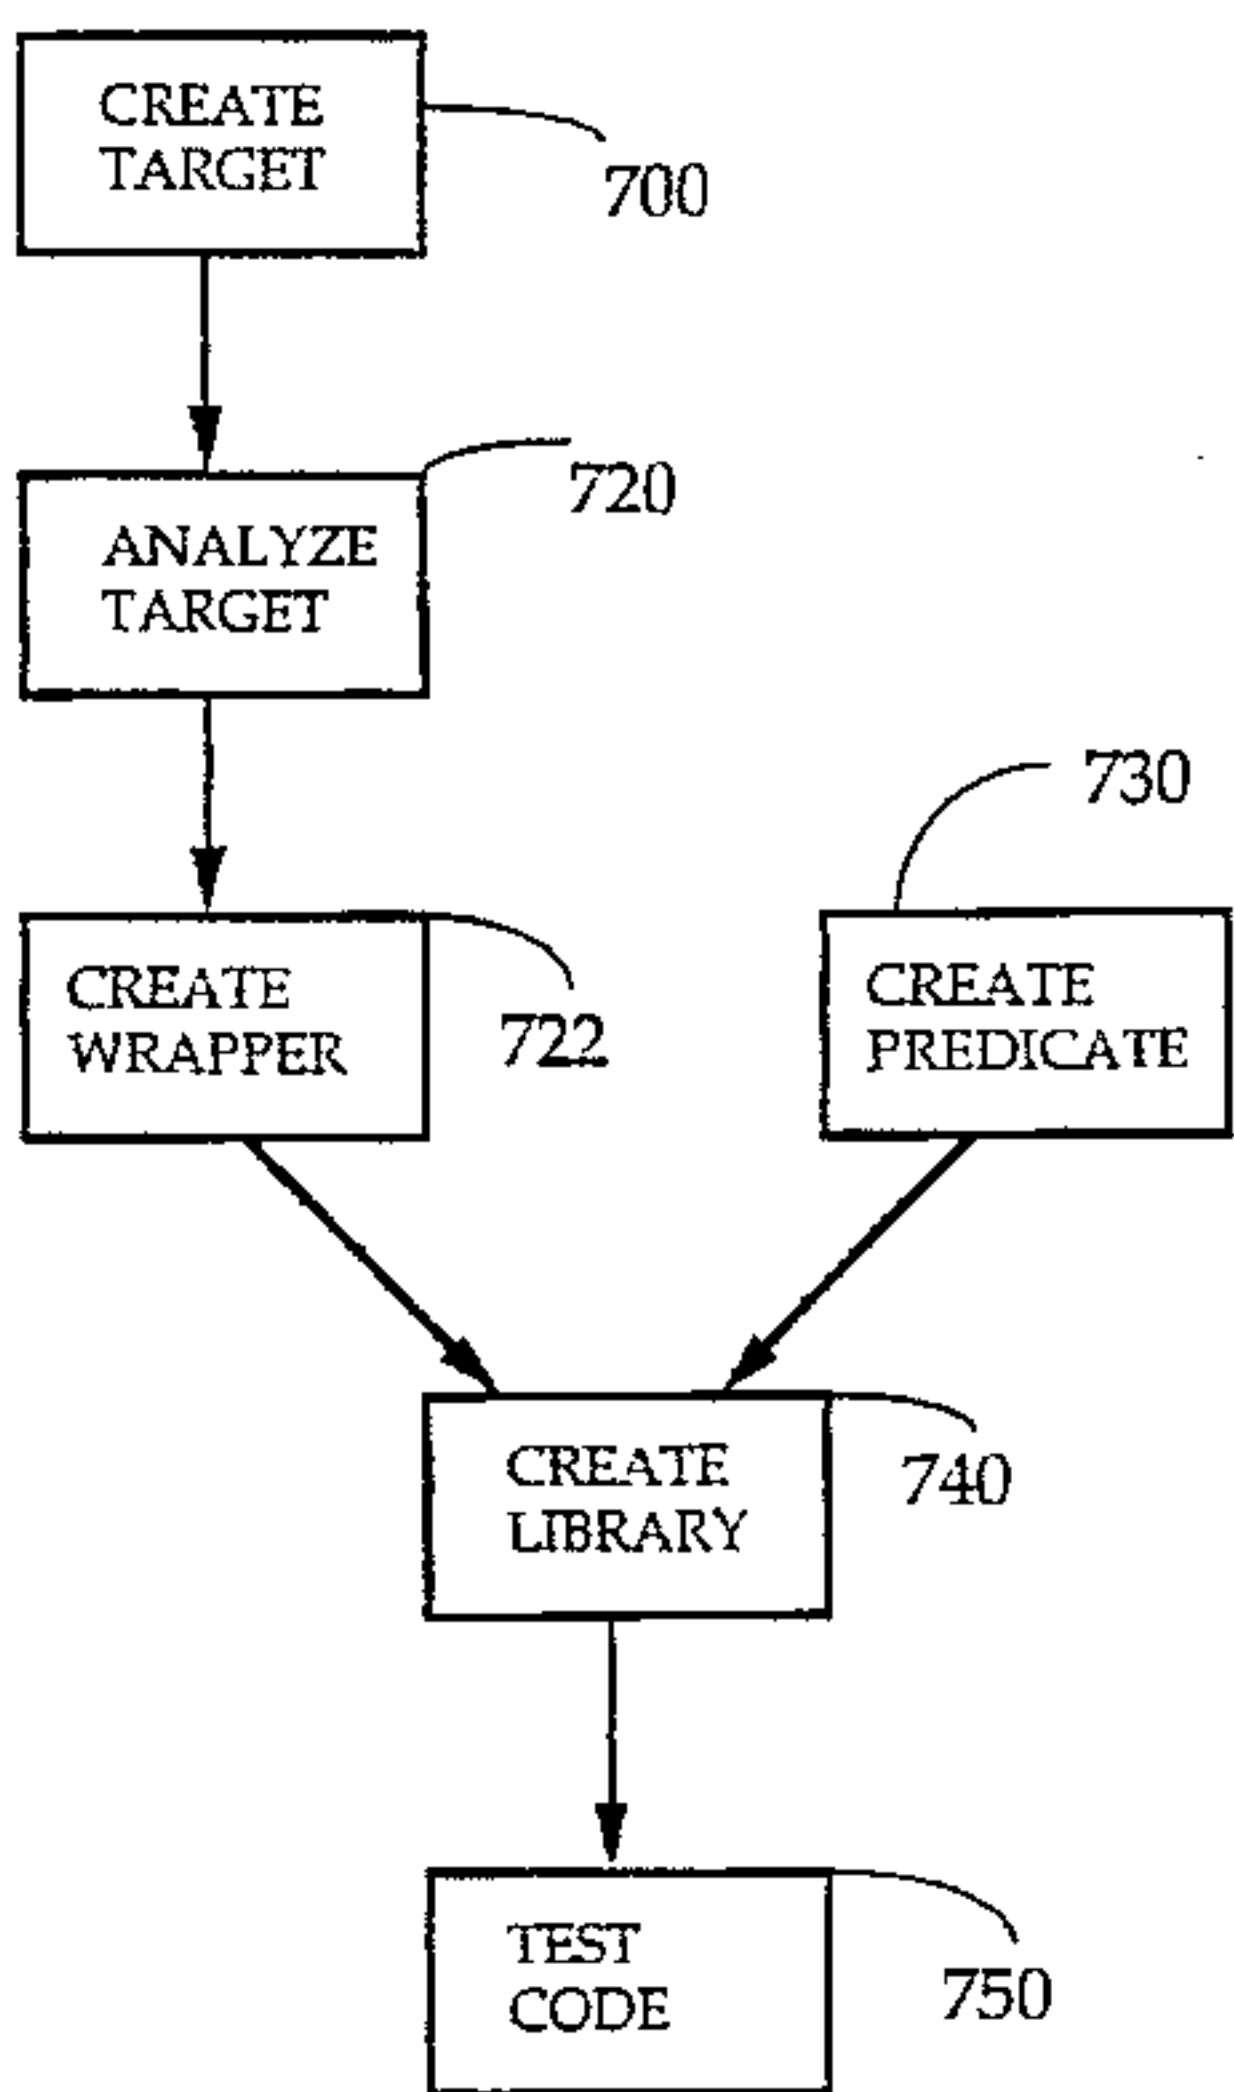 CREATE
TARGET
700
720
ANALYZE
TARGET
730
CREATE
WRAPPER
722
CREATE
PREDICATE
CREATE
LIBRARY
740
TEST
CODE
750